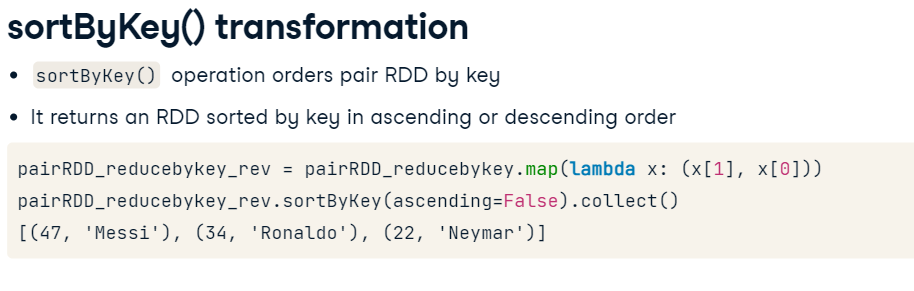 sortByKey() transformation
• sortByKey() operation orders pair RDD by key
• It returns an RDD sorted by key in ascending or descending order
pairRDD_reducebykey_rev = pairRDD_reducebykey.map(lambda x: (x[1], x[0]))
pairRDD_reducebykey_rev.sortByKey(ascending=False).collect()
[(47, 'Messi'), (34, 'Ronaldo'), (22, 'Neymar')]